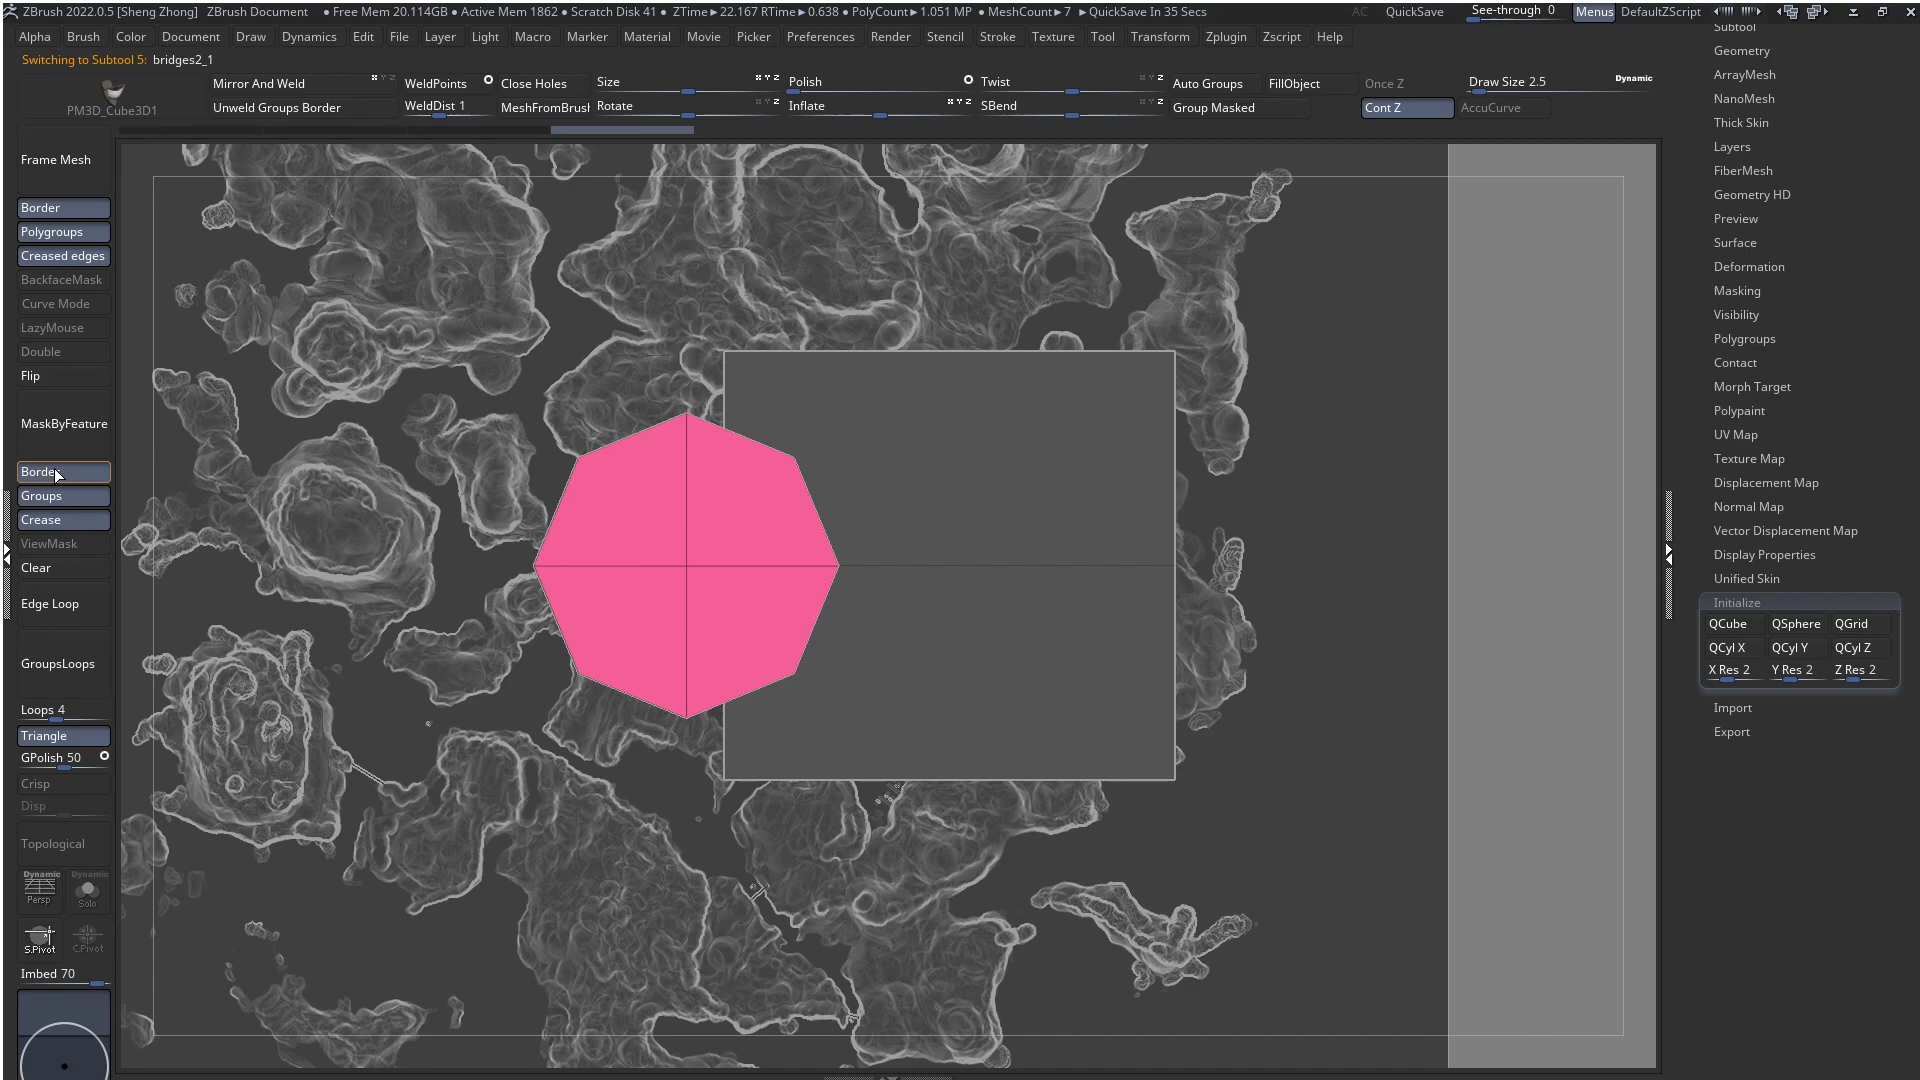 ZBrush 2022.0.5 [Sheng Zhong] ZBrush Document • Free Mem 20.114GB • Active Mem 1862 • Scratch Disk 41 • ZTime►22.167 RTime►0.638 • PolyCount►1.051 MP • MeshCount►7 ►QuickSave In 35 Secs AC QuickSave See-through 0 Menus DefaultZScript
Alpha Brush Color Document Draw Dynamics Edit File Layer Light Macro Marker Material Movie Picker Preferences Render Stencil Stroke Texture Tool Transform Zplugin Zscript Help
Switching to Subtool 5: bridges2_1
Mirror And Weld WeldPoints Close Holes Size Polish Twist Auto Groups FillObject Once Z Draw Size 2.5 Dynamic
PM3D_Cube3D1 Unweld Groups Border WeldDist 1 MeshFromBrush Rotate Inflate SBend Group Masked Cont Z AccuCurve
Frame Mesh
Border
Polygroups
Creased edges
BackfaceMask
Curve Mode
LazyMouse
Double
Flip
MaskByFeature
Border
Groups
Crease
ViewMask
Clear
Edge Loop
GroupsLoops
Loops 4
Triangle
GPolish 50
Crisp
Disp
Topological
Dynamic Dynamic
Persp Solo
S.Pivot C.Pivot
Imbed 70
Subtool
Geometry
ArrayMesh
NanoMesh
Thick Skin
Layers
FiberMesh
Geometry HD
Preview
Surface
Deformation
Masking
Visibility
Polygroups
Contact
Morph Target
Polypaint
UV Map
Texture Map
Displacement Map
Normal Map
Vector Displacement Map
Display Properties
Unified Skin
Initialize
QCube QSphere QGrid
QCyl X QCyl Y QCyl Z
X Res 2 Y Res 2 Z Res 2
Import
Export